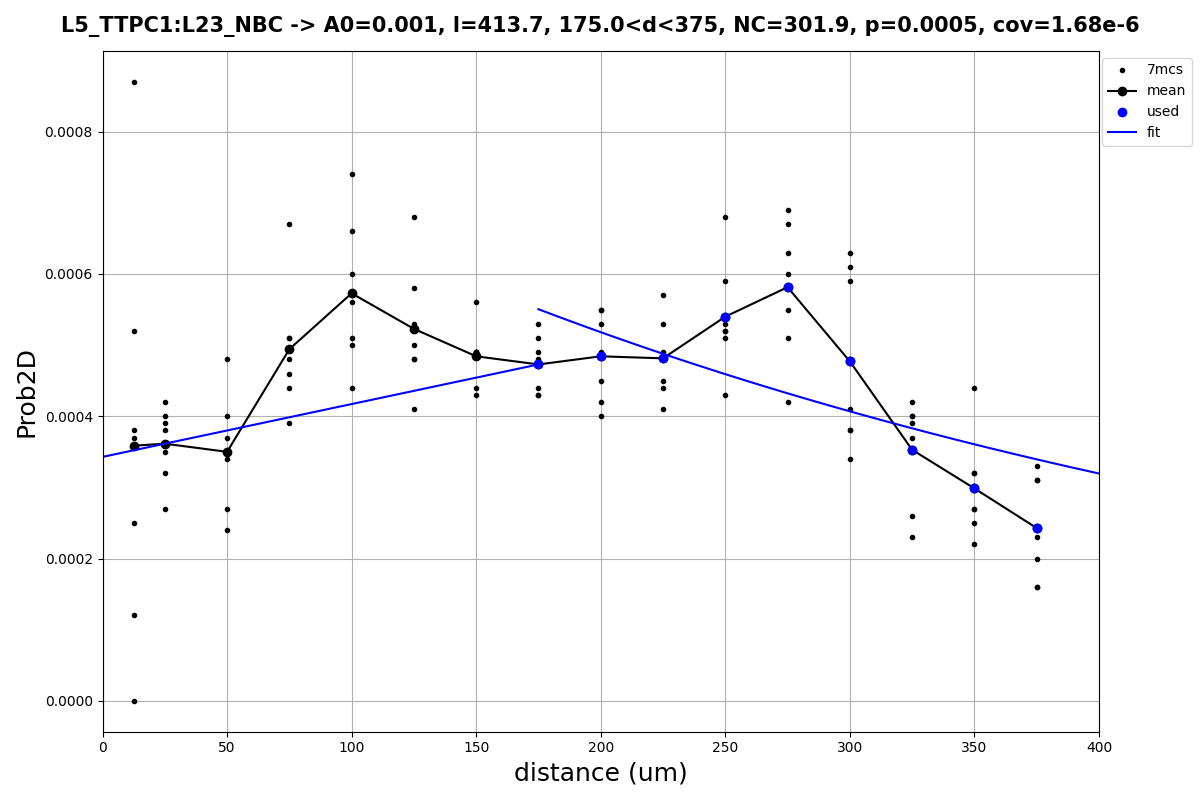 L5_TTPC1:L23_NBC -> A0=0.001, l=413.7, 175.0<d<375, NC=301.9, p=0.0005, cov=1.68e-6
7mcs
mean
used
fit
Prob2D
0.0008
0.0006
0.0004
0.0002
0.0000
0 50 100 150 200 250 300 350 400
distance (um)